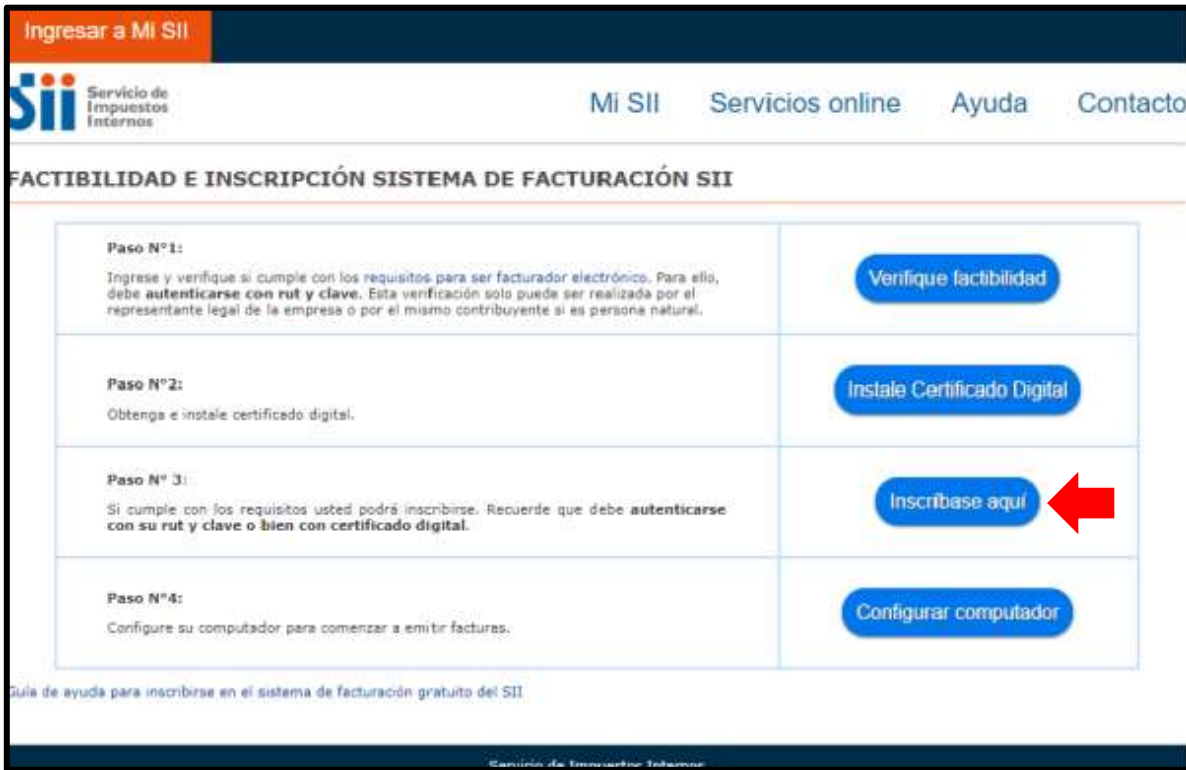 Ingresar a Mi SII
Sii Servicio de
Impuestos
Internos
Mi SII Servicios online Ayuda Contacto
FACTIBILIDAD E INSCRIPCIÓN SISTEMA DE FACTURACIÓN SII
Paso N°1:
Ingrese y verifique si cumple con los requisitos para ser facturador electrónico. Para ello,
debe autenticarse con rut y clave. Esta verificación solo puede ser realizada por el
representante legal de la empresa o por el mismo contribuyente si es persona natural.
Verifique factibilidad
Paso N°2:
Obtenga e instale certificado digital.
Instale Certificado Digital
Paso N° 3:
Si cumple con los requisitos usted podrá inscribirse. Recuerde que debe autenticarse
con su rut y clave o bien con certificado digital.
Inscríbase aquí
Paso N°4:
Configure su computador para comenzar a emitir facturas.
Configurar computador
Guía de ayuda para inscribirse en el sistema de facturación gratuito del SII
Servicio de Impuestos Internos